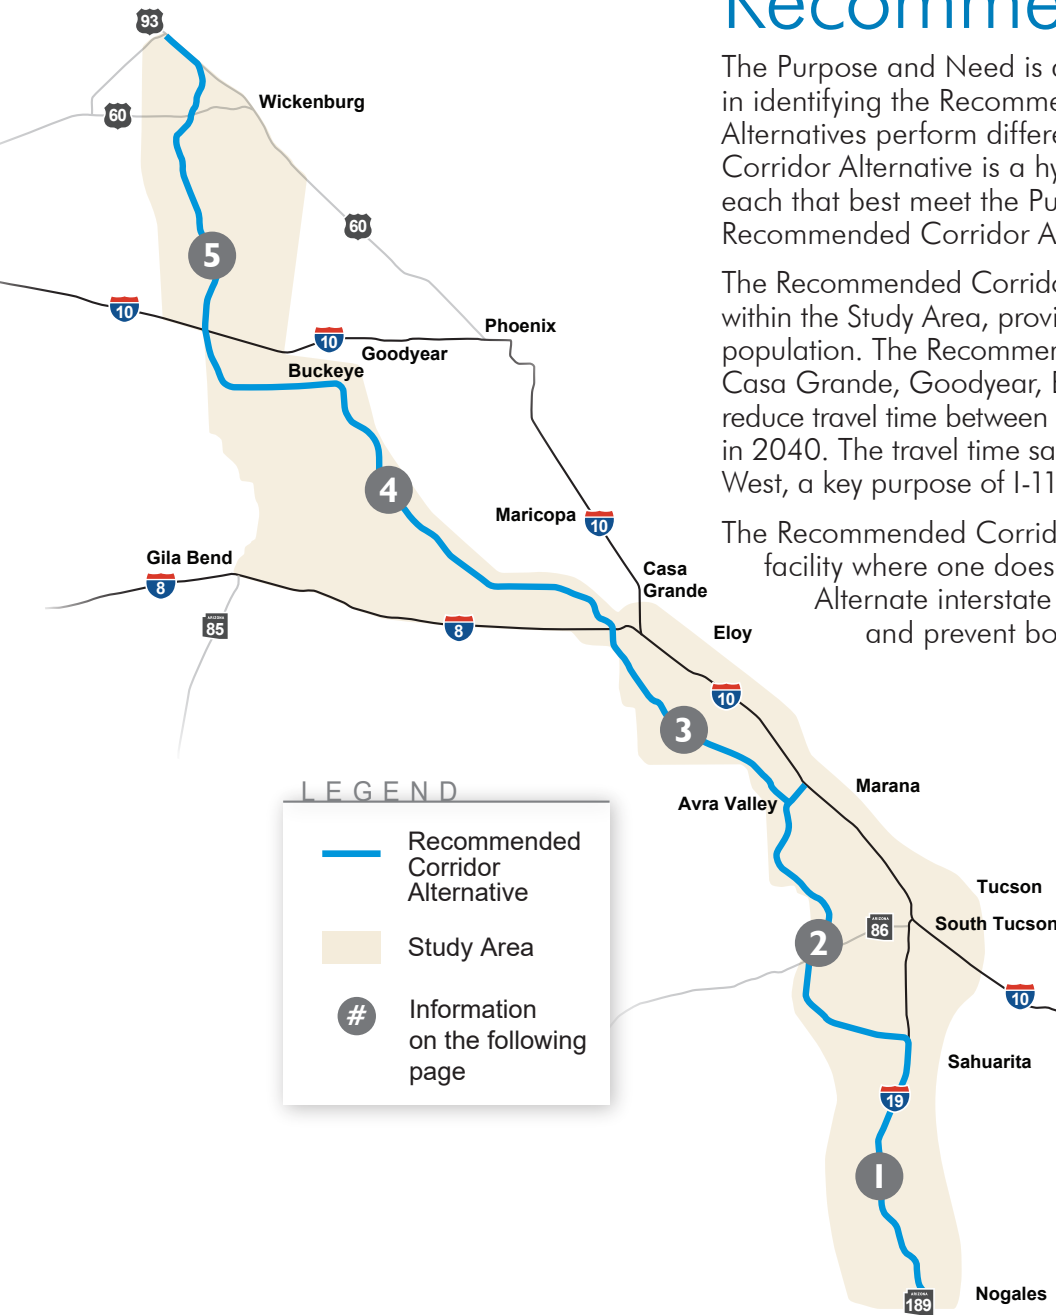 Recomme
The Purpose and Need is
in identifying the Recomme
Alternatives perform differe
Corridor Alternative is a hy
each that best meet the Pu
Recommended Corridor A
The Recommended Corrido
within the Study Area, provi
population. The Recommen
Casa Grande, Goodyear,
reduce travel time between
in 2040. The travel time sa
West, a key purpose of I-11
The Recommended Corrid
facility where one does
Alternate interstate
and prevent bo
93
60
Wickenburg
60
5
10
10
Phoenix
Goodyear
Buckeye
4
Maricopa
10
Gila Bend
8
ARIZONA
85
8
Casa
Grande
Eloy
10
3
Marana
Avra Valley
Tucson
ARIZONA
86
South Tucson
2
10
Sahuarita
19
1
ARIZONA
189
Nogales
LEGEND
Recommended
Corridor
Alternative
Study Area
#
Information
on the following
page